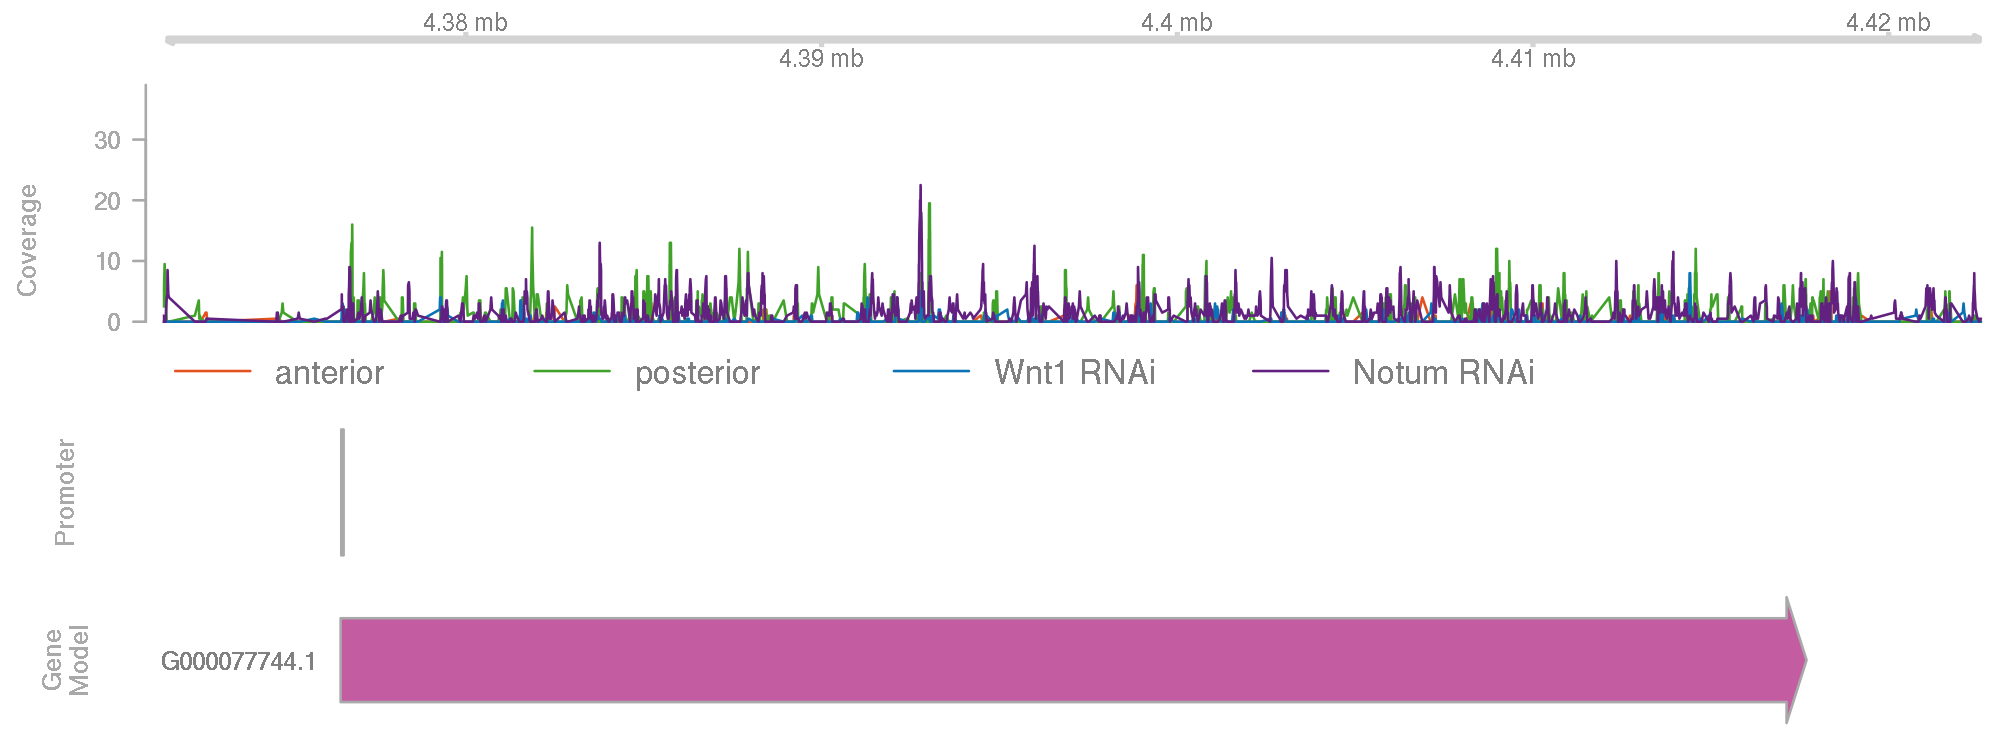 4.38 mb
4.4 mb
4.42 mb
4.39 mb
4.41 mb
Coverage
30
20
10
0
anterior
posterior
Wnt1 RNAi
Notum RNAi
Promoter
0
Gene
Model
G000077744.1